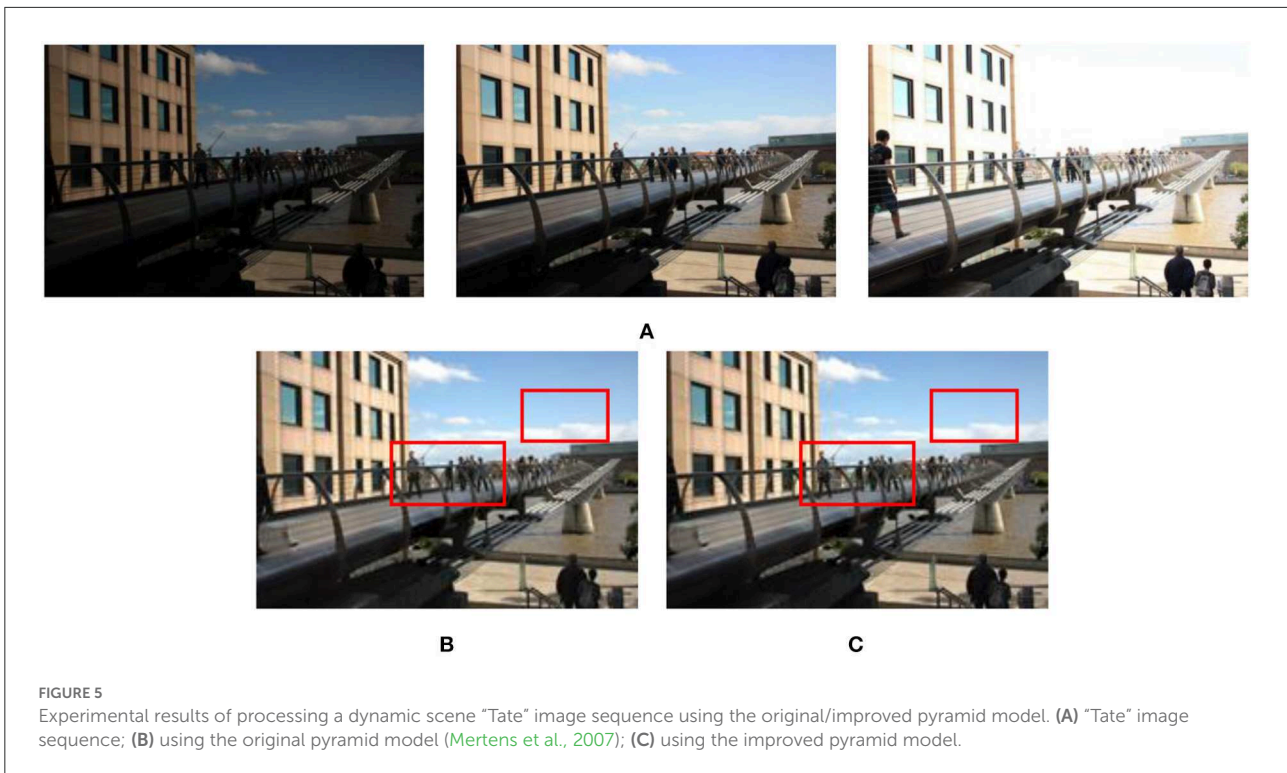 A
B
C
FIGURE 5
Experimental results of processing a dynamic scene “Tate” image sequence using the original/improved pyramid model. (A) “Tate” image
sequence; (B) using the original pyramid model (Mertens et al., 2007); (C) using the improved pyramid model.